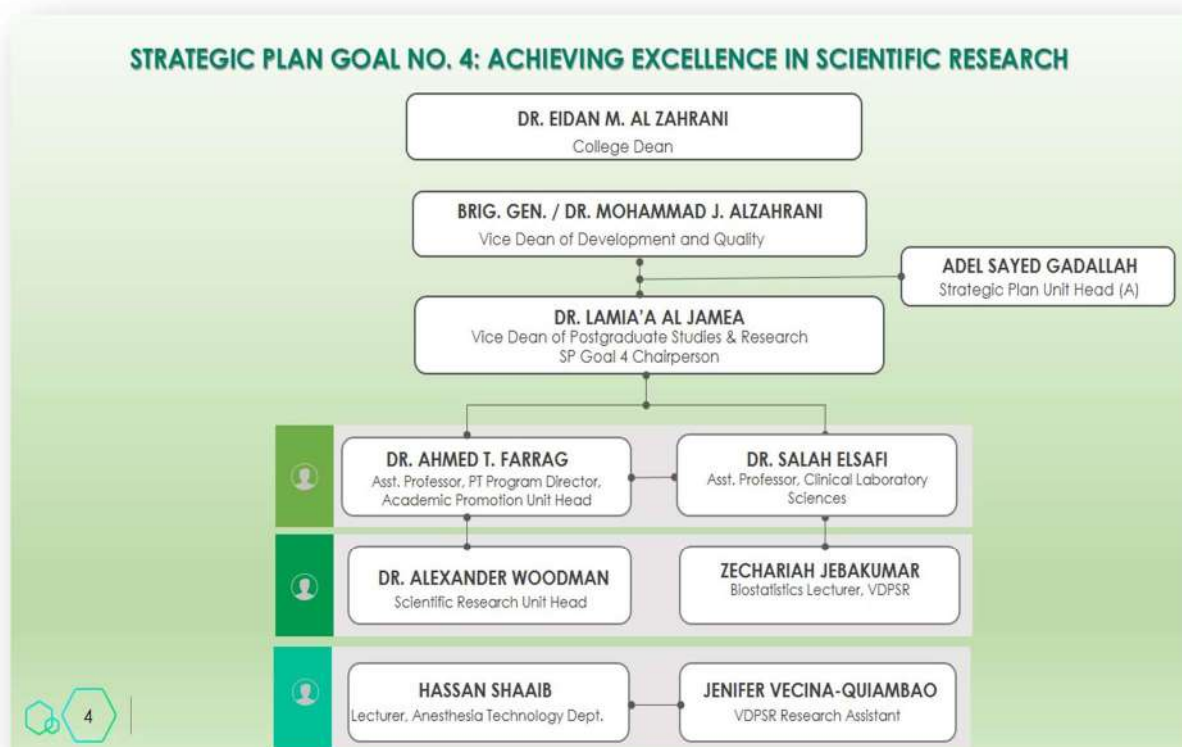 STRATEGIC PLAN GOAL NO. 4: ACHIEVING EXCELLENCE IN SCIENTIFIC RESEARCH
DR. EIDAN M. AL ZAHRANI
College Dean
BRIG. GEN. / DR. MOHAMMAD J. ALZAHRANI
Vice Dean of Development and Quality
ADEL SAYED GADALLAH
Strategic Plan Unit Head (A)
DR. LAMIA'A AL JAMEA
Vice Dean of Postgraduate Studies & Research
SP Goal 4 Chairperson
DR. AHMED T. FARRAG
Asst. Professor, PT Program Director,
Academic Promotion Unit Head
DR. SALAH ELSAFI
Asst. Professor, Clinical Laboratory
Sciences
DR. ALEXANDER WOODMAN
Scientific Research Unit Head
ZECHARIAH JEBAKUMAR
Biostatistics Lecturer, VDPSR
HASSAN SHAAIB
Lecturer, Anesthesia Technology Dept.
JENIFER VECINA-QUIAMBAO
VDPSR Research Assistant
4